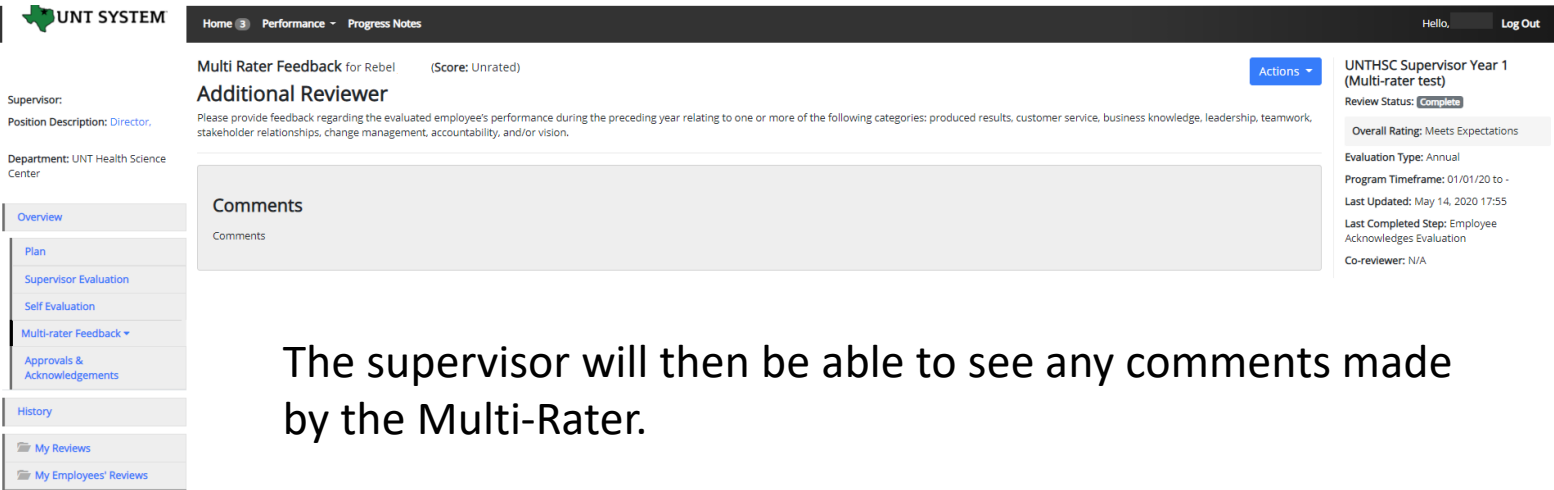 UNT SYSTEM
Home 3 Performance Progress Notes
Hello, Log Out
Supervisor:
Position Description: Director,
Department: UNT Health Science
Center
Overview
Plan
Supervisor Evaluation
Self Evaluation
Multi-rater Feedback
Approvals &
Acknowledgements
History
My Reviews
My Employees' Reviews
Multi Rater Feedback for Rebel (Score: Unrated)
Actions
Additional Reviewer
Please provide feedback regarding the evaluated employee's performance during the preceding year relating to one or more of the following categories: produced results, customer service, business knowledge, leadership, teamwork,
stakeholder relationships, change management, accountability, and/or vision.
Comments
Comments
UNTHSC Supervisor Year 1
(Multi-rater test)
Review Status: Complete
Overall Rating: Meets Expectations
Evaluation Type: Annual
Program Timeframe: 01/01/20 to -
Last Updated: May 14, 2020 17:55
Last Completed Step: Employee
Acknowledges Evaluation
Co-reviewer: N/A
The supervisor will then be able to see any comments made
by the Multi-Rater.